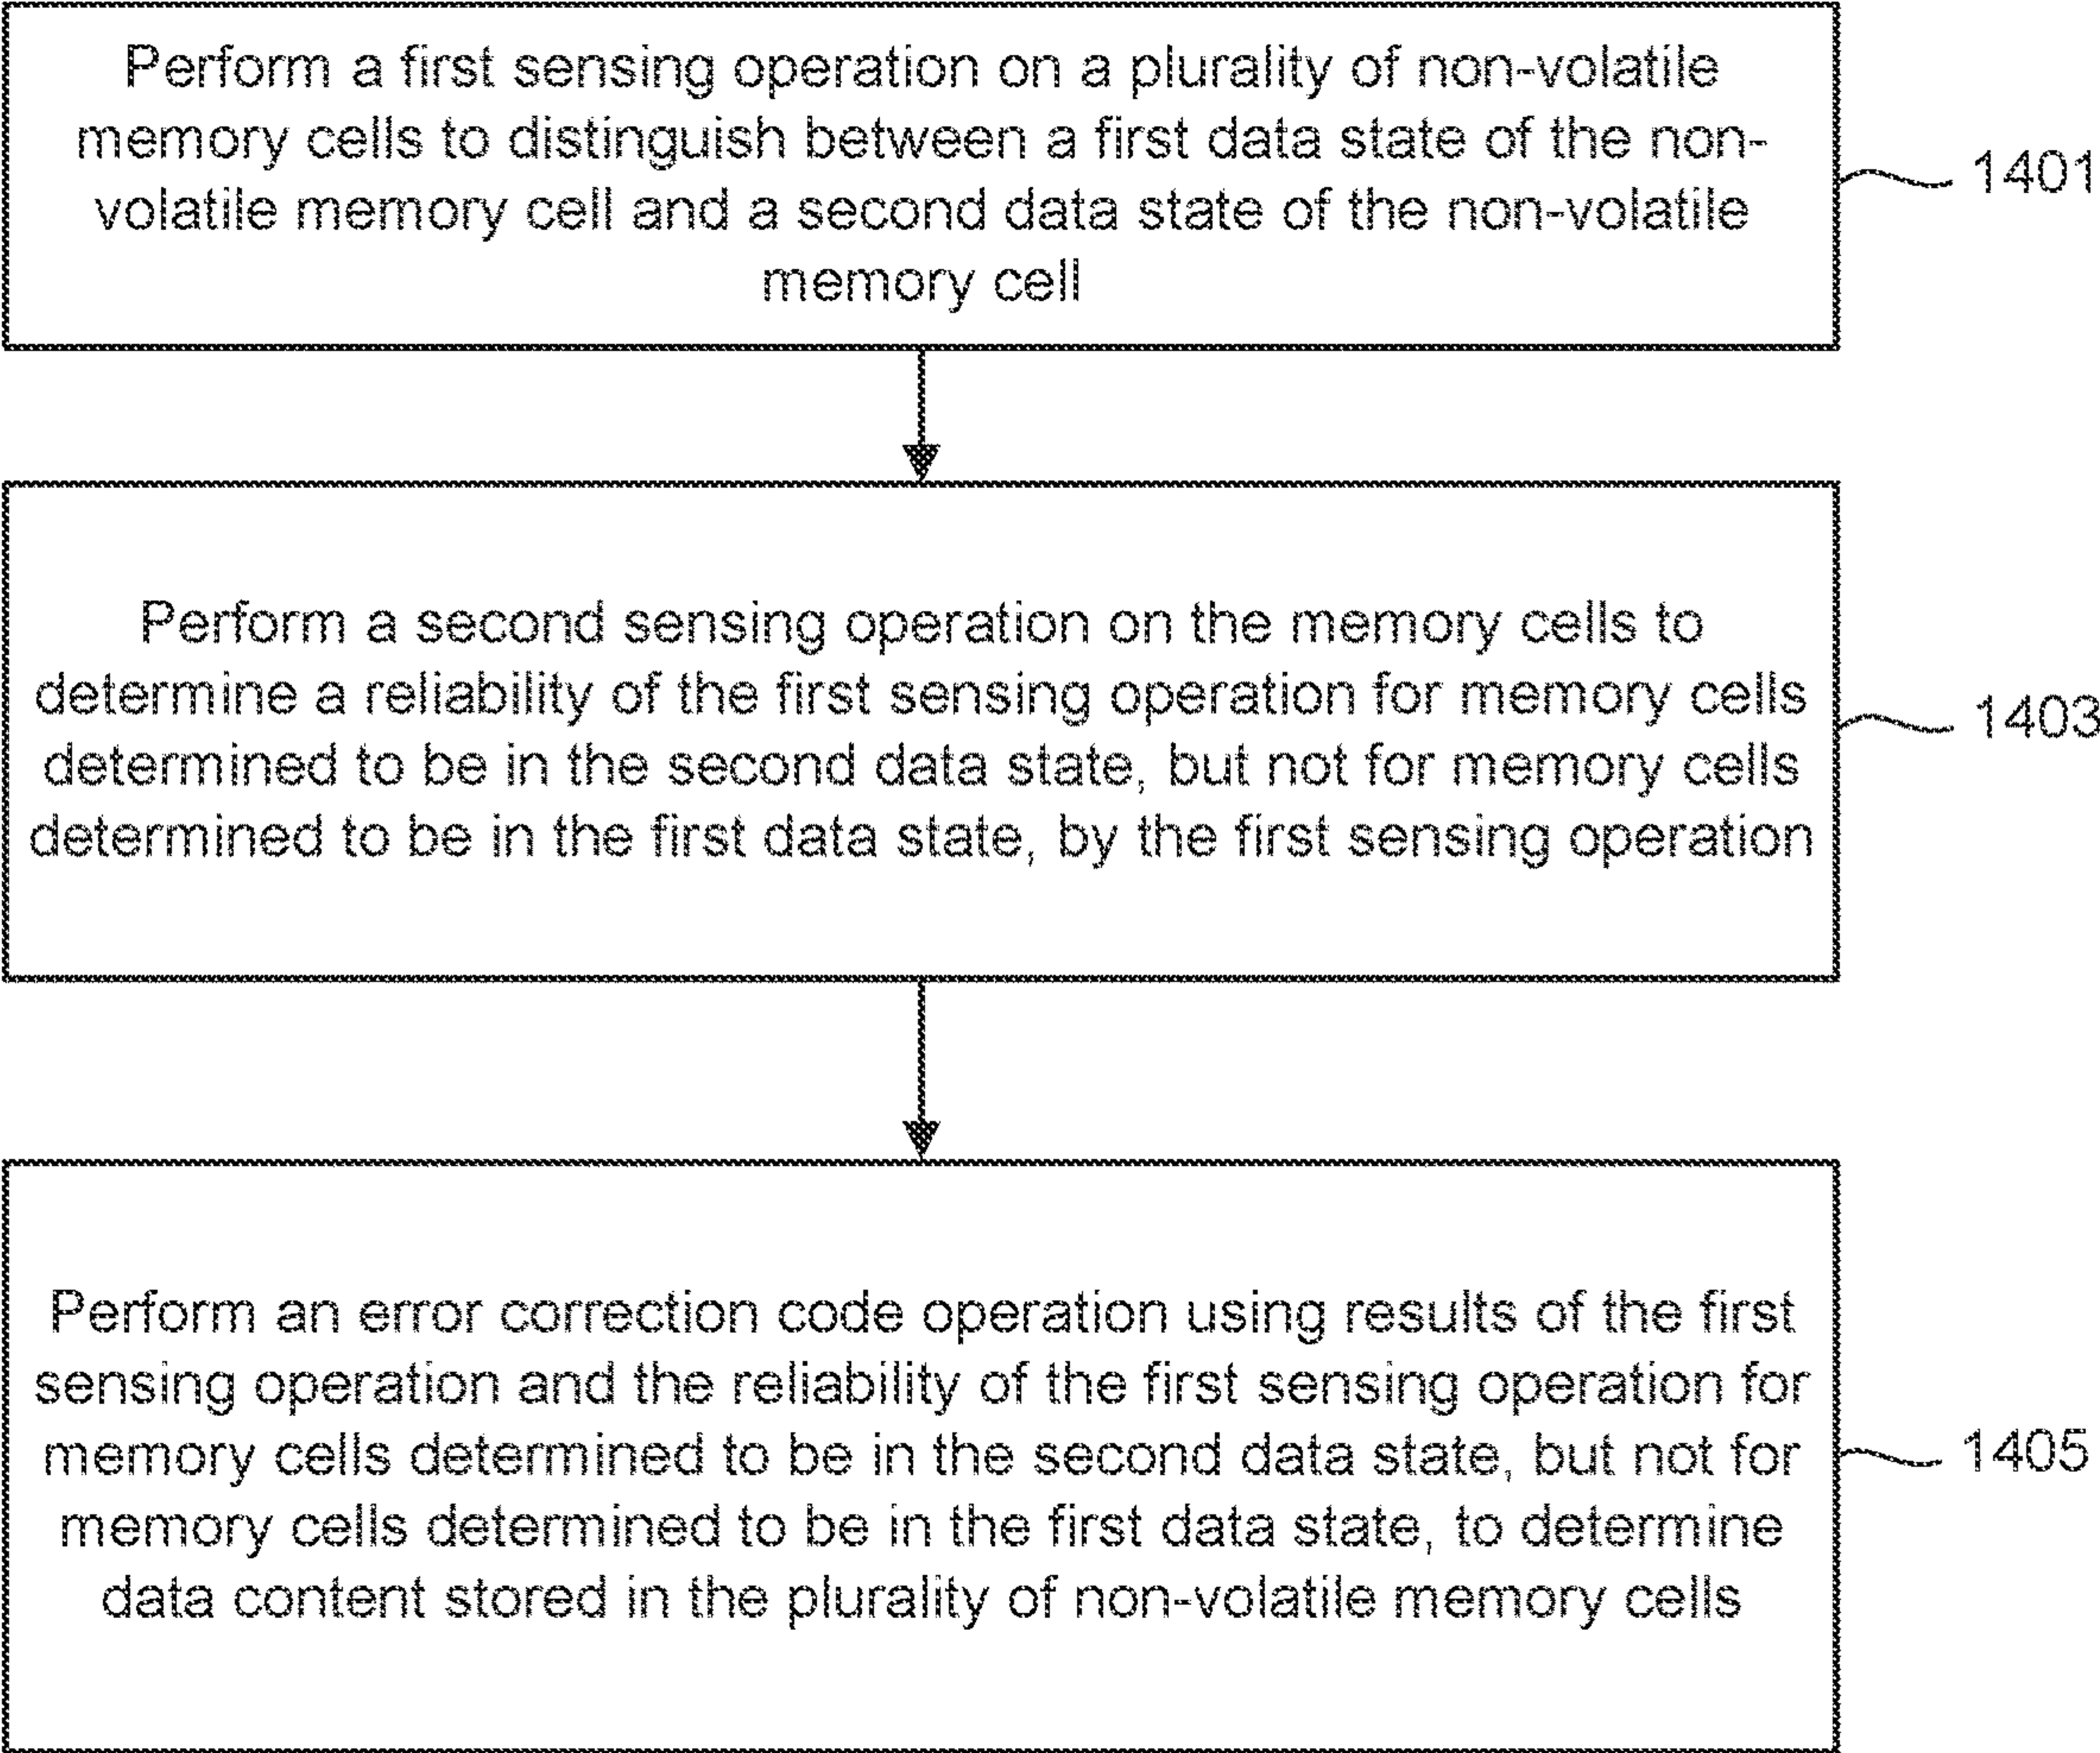 Perform a first sensing operation on a plurality of non-volatile
memory cells to distinguish between a first data state of the non-
volatile memory cell and a second data state of the non-volatile
memory cell
1401
Perform a second sensing operation on the memory cells to
determine a reliability of the first sensing operation for memory cells
determined to be in the second data state, but not for memory cells
determined to be in the first data state, by the first sensing operation
1403
Perform an error correction code operation using results of the first
sensing operation and the reliability of the first sensing operation for
memory cells determined to be in the second data state, but not for
memory cells determined to be in the first data state, to determine
data content stored in the plurality of non-volatile memory cells
1405